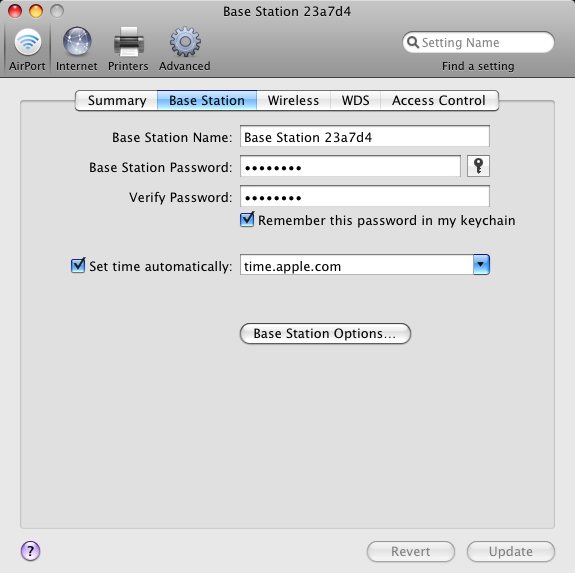 Base Station 23a7d4
AirPort Internet Printers Advanced
Setting Name
Find a setting
Summary Base Station Wireless WDS Access Control
Base Station Name: Base Station 23a7d4
Base Station Password: ••••••••
Verify Password: ••••••••
Remember this password in my keychain
Set time automatically: time.apple.com
Base Station Options...
? Revert Update